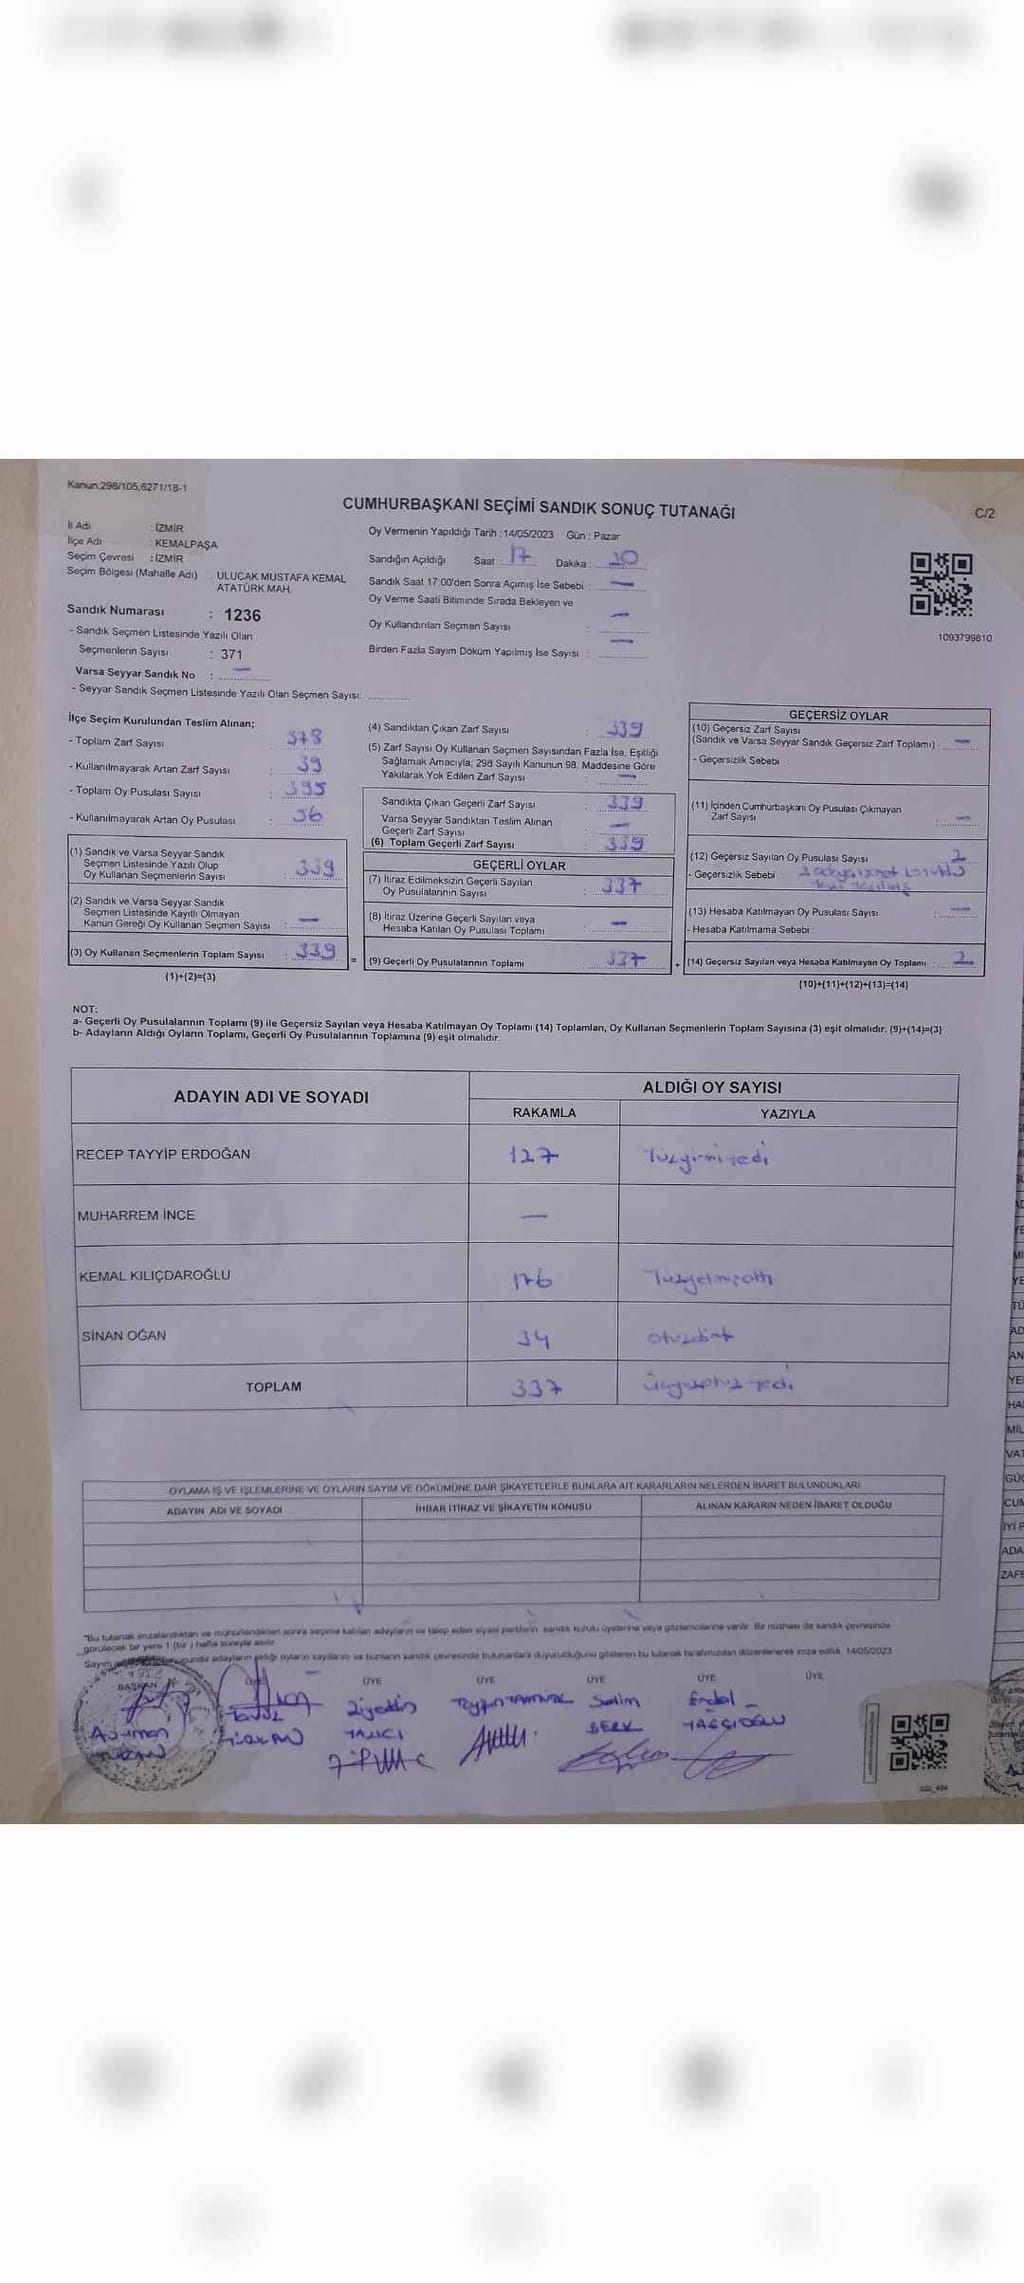 Kanun;298/105,6271/18-1
CUMHURBAŞKANI SEÇİMİ SANDIK SONUÇ TUTANAĞI
C/2
İl Adı : İZMİR
İlçe Adı : KEMALPAŞA
Seçim Çevresi : İZMİR
Seçim Bölgesi (Mahalle Adı) : ULUCAK MUSTAFA KEMAL
ATATÜRK MAH.
Sandık Numarası : 1236
- Sandık Seçmen Listesinde Yazılı Olan
Seçmenlerin Sayısı : 371
Varsa Seyyar Sandık No : —
- Seyyar Sandık Seçmen Listesinde Yazılı Olan Seçmen Sayısı:
Oy Vermenin Yapıldığı Tarih : 14/05/2023 Gün : Pazar
Sandığın Açıldığı Saat : 17 Dakika : 20
Sandık Saat 17:00'den Sonra Açımış İse Sebebi : —
Oy Verme Saati Bitiminde Sırada Bekleyen ve —
Oy Kullandırılan Seçmen Sayısı :
Birden Fazla Sayım Döküm Yapılmış İse Sayısı : —
1093799610
İlçe Seçim Kurulundan Teslim Alınan;
- Toplam Zarf Sayısı : 378
- Kullanılmayarak Artan Zarf Sayısı : 39
- Toplam Oy Pusulası Sayısı : 395
- Kullanılmayarak Artan Oy Pusulası : 56
(1) Sandık ve Varsa Seyyar Sandık
Seçmen Listesinde Yazılı Olup
Oy Kullanan Seçmenlerin Sayısı : 339
(2) Sandık ve Varsa Seyyar Sandık
Seçmen Listesinde Kayıtlı Olmayan
Kanun Gereği Oy Kullanan Seçmen Sayısı : —
(3) Oy Kullanan Seçmenlerin Toplam Sayısı : 339
(1)+(2)=(3)
(4) Sandıktan Çıkan Zarf Sayısı : 339
(5) Zarf Sayısı Oy Kullanan Seçmen Sayısından Fazla İse, Eşitliği
Sağlamak Amacıyla; 298 Sayılı Kanunun 98. Maddesine Göre
Yakılarak Yok Edilen Zarf Sayısı : —
Sandıkta Çıkan Geçerli Zarf Sayısı : 339
Varsa Seyyar Sandıktan Teslim Alınan
Geçerli Zarf Sayısı : —
(6) Toplam Geçerli Zarf Sayısı : 339
GEÇERLİ OYLAR
(7) İtiraz Edilmeksizin Geçerli Sayılan
Oy Pusulalarının Sayısı : 337
(8) İtiraz Üzerine Geçerli Sayılan veya
Hesaba Katılan Oy Pusulası Toplamı : —
= (9) Geçerli Oy Pusulalarının Toplamı : 337 +
GEÇERSİZ OYLAR
(10) Geçersiz Zarf Sayısı
(Sandık ve Varsa Seyyar Sandık Geçersiz Zarf Toplamı) : —
- Geçersizlik Sebebi :
(11) İçinden Cumhurbaşkanı Oy Pusulası Çıkmayan
Zarf Sayısı : —
(12) Geçersiz Sayılan Oy Pusulası Sayısı : 2
- Geçersizlik Sebebi
(13) Hesaba Katılmayan Oy Pusulası Sayısı : —
- Hesaba Katılmama Sebebi :
(14) Geçersiz Sayılan veya Hesaba Katılmayan Oy Toplamı : 2
(10)+(11)+(12)+(13)=(14)
NOT:
a- Geçerli Oy Pusulalarının Toplamı (9) ile Geçersiz Sayılan veya Hesaba Katılmayan Oy Toplamı (14) Toplamları, Oy Kullanan Seçmenlerin Toplam Sayısına (3) eşit olmalıdır. (9)+(14)=(3)
b- Adayların Aldığı Oyların Toplamı, Geçerli Oy Pusulalarının Toplamına (9) eşit olmalıdır.
ADAYIN ADI VE SOYADI ALDIĞI OY SAYISI
RAKAMLA YAZIYLA
RECEP TAYYİP ERDOĞAN 127 Yüzyirmiyedi
MUHARREM İNCE —
KEMAL KILIÇDAROĞLU 176 Yüzyetmişaltı
SİNAN OĞAN 34 otuzdört
TOPLAM 337 Üçyüzotuzyedi
OYLAMA İŞ VE İŞLEMLERİNE VE OYLARIN SAYIM VE DÖKÜMÜNE DAİR ŞİKAYETLERLE BUNLARA AİT KARARLARIN NELERDEN İBARET BULUNDUKLARI
ADAYIN ADI VE SOYADI İHBAR İTİRAZ VE ŞİKAYETİN KONUSU ALINAN KARARIN NEDEN İBARET OLDUĞU
"Bu tutanak imzalandıktan ve mühürlendikten sonra seçime katılan adayların ve talep eden siyasi partilerin sandık kurulu üyelerine veya gözlemcilerine verilir. Bir nüshası da sandık çevresinde
görülecek bir yere 1 (bir ) hafta süreyle asılır.
Sayım adayların aldığı oyların sayılarını ve bunların sandık çevresinde bulunanlara duyurulduğunu gösteren bu tutanak tarafımızdan düzenlenerek imza edildi. 14/05/2023
BAŞKAN ÜYE ÜYE ÜYE ÜYE ÜYE
Ziyeddin Selim Erdal
YAZICI BERK YAĞCIOĞLU